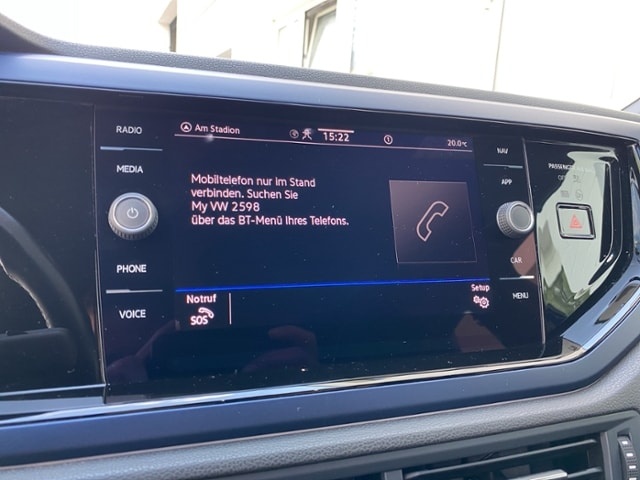 RADIO
MEDIA
PHONE
VOICE
Am Stadion
15:22
20.0°C
Mobiltelefon nur im Stand
verbinden. Suchen Sie
My VW 2598
über das BT-Menü Ihres Telefons.
Notruf
SOS
Setup
NAV
APP
CAR
MENU